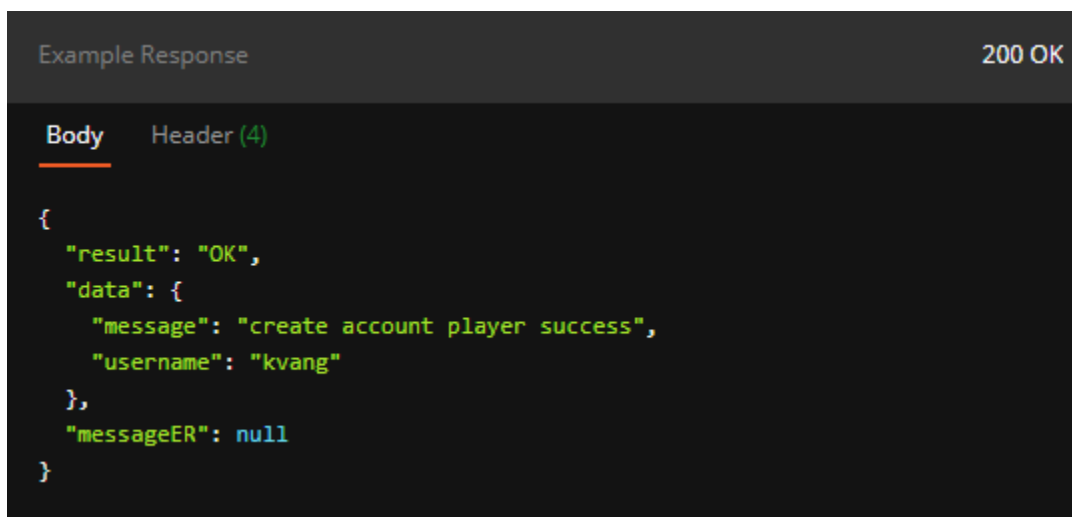 Example Response 200 OK
Body Header (4)
{
  "result": "OK",
  "data": {
    "message": "create account player success",
    "username": "kvang"
  },
  "messageER": null
}